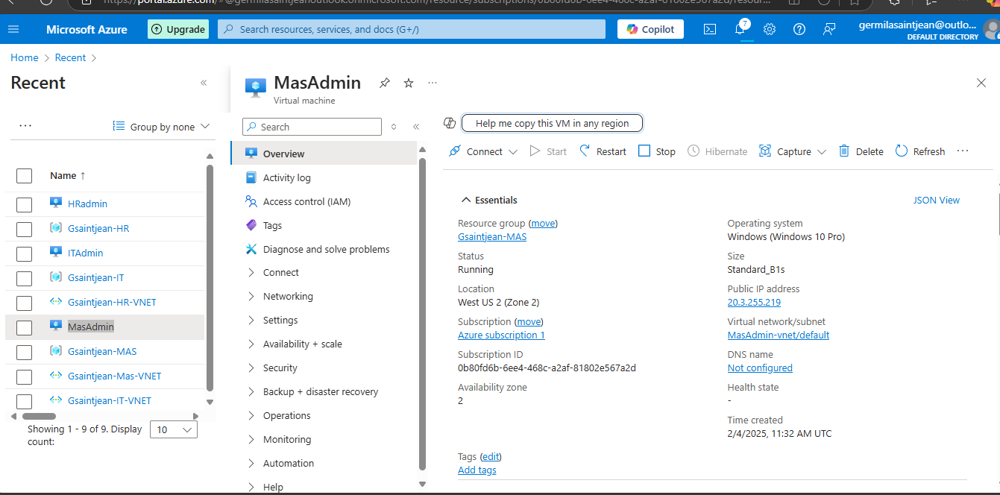 https://portal.azure.com/#@germilasaintjeanoutlook.onmicrosoft.com/resource/subscriptions/0b80fd6b-6ee4-468c-a2af-81802e567a2d/resour...
Microsoft Azure
Upgrade
Search resources, services, and docs (G+/)
Copilot
7
germilasaintjean@outlo...
DEFAULT DIRECTORY
Home > Recent >
Recent
Group by none
Name ↑
HRadmin
Gsaintjean-HR
ITAdmin
Gsaintjean-IT
Gsaintjean-HR-VNET
MasAdmin
Gsaintjean-MAS
Gsaintjean-Mas-VNET
Gsaintjean-IT-VNET
Showing 1 - 9 of 9. Display
count:
10
MasAdmin
Virtual machine
Search
Overview
Activity log
Access control (IAM)
Tags
Diagnose and solve problems
Connect
Networking
Settings
Availability + scale
Security
Backup + disaster recovery
Operations
Monitoring
Automation
Help
Help me copy this VM in any region
Connect
Start
Restart
Stop
Hibernate
Capture
Delete
Refresh
Essentials
JSON View
Resource group (move)
Gsaintjean-MAS
Status
Running
Location
West US 2 (Zone 2)
Subscription (move)
Azure subscription 1
Subscription ID
0b80fd6b-6ee4-468c-a2af-81802e567a2d
Availability zone
2
Operating system
Windows (Windows 10 Pro)
Size
Standard_B1s
Public IP address
20.3.255.219
Virtual network/subnet
MasAdmin-vnet/default
DNS name
Not configured
Health state
-
Time created
2/4/2025, 11:32 AM UTC
Tags (edit)
Add tags